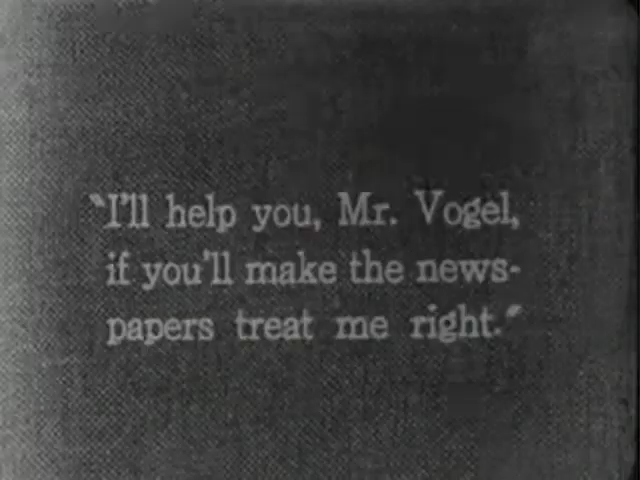 "I'll help you, Mr. Vogel,
if you'll make the news-
papers treat me right."